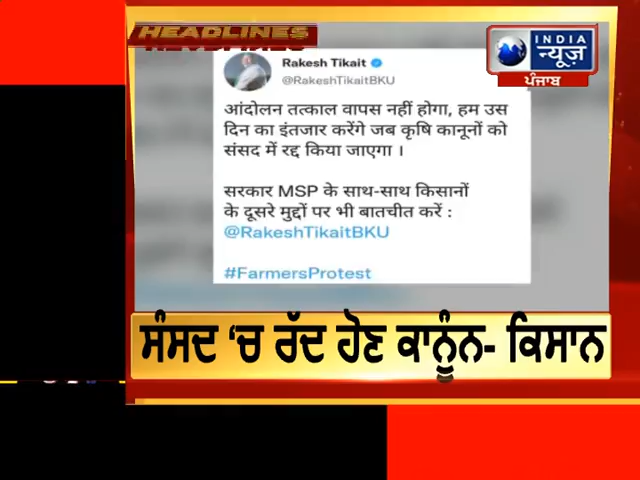 HEADLINES
INDIA
न्यूज़
ਪੰਜਾਬ
Rakesh Tikait
@RakeshTikaitBKU
आंदोलन तत्काल वापस नहीं होगा, हम उस
दिन का इंतजार करेंगे जब कृषि कानूनों को
संसद में रद्द किया जाएगा ।
सरकार MSP के साथ-साथ किसानों
के दूसरे मुद्दों पर भी बातचीत करें :
@RakeshTikaitBKU
#FarmersProtest
ਸੰਸਦ ‘ਚ ਰੱਦ ਹੋਣ ਕਾਨੂੰਨ- ਕਿਸਾਨ